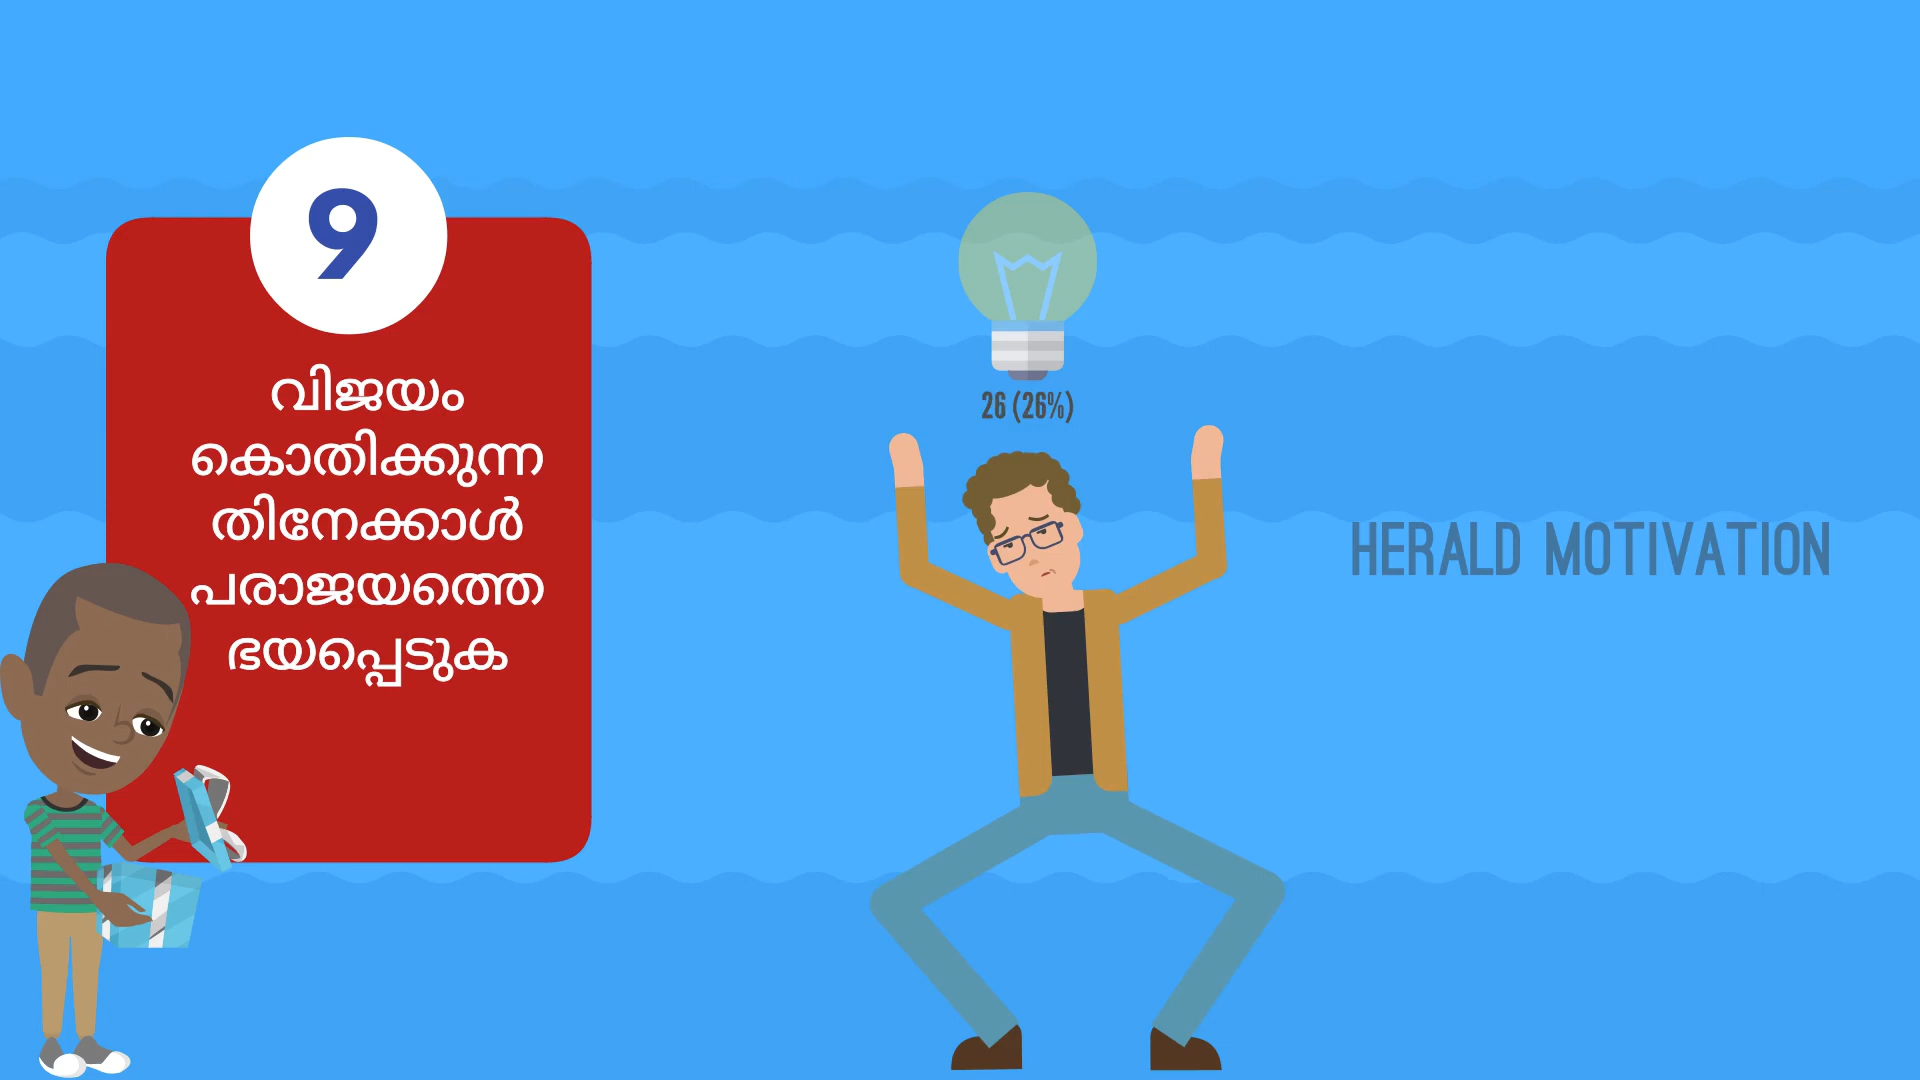 9
വിജയം
കൊതിക്കുന്ന
തിനേക്കാൾ
പരാജയത്തെ
ഭയപ്പെടുക
26 (26%)
HERALD MOTIVATION